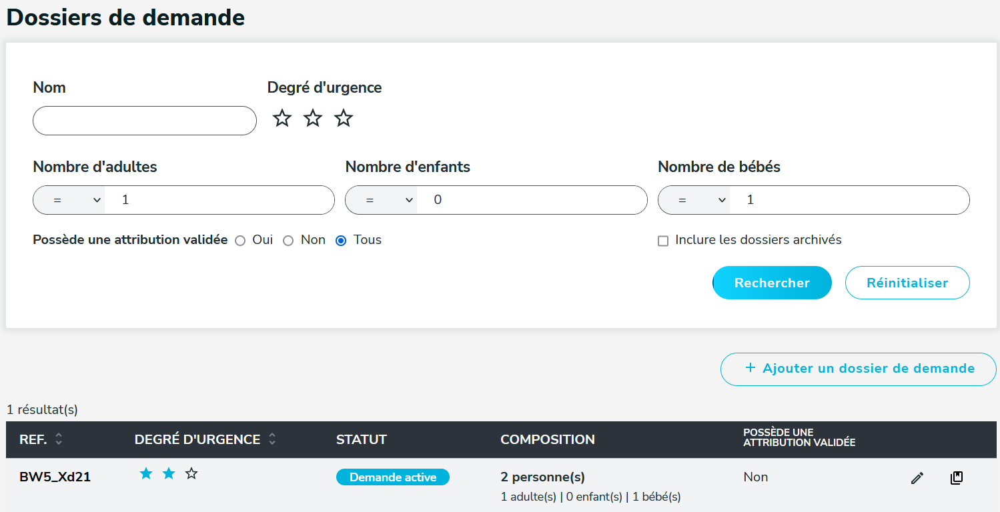 Dossiers de demande
Nom
Degré d'urgence
Nombre d'adultes
Nombre d'enfants
Nombre de bébés
= 1
= 0
= 1
Possède une attribution validée Oui Non Tous
Inclure les dossiers archivés
Rechercher
Réinitialiser
+ Ajouter un dossier de demande
1 résultat(s)
REF. DEGRÉ D'URGENCE STATUT COMPOSITION POSSÈDE UNE
ATTRIBUTION VALIDÉE
BW5_Xd21 Demande active 2 personne(s) Non
1 adulte(s) | 0 enfant(s) | 1 bébé(s)